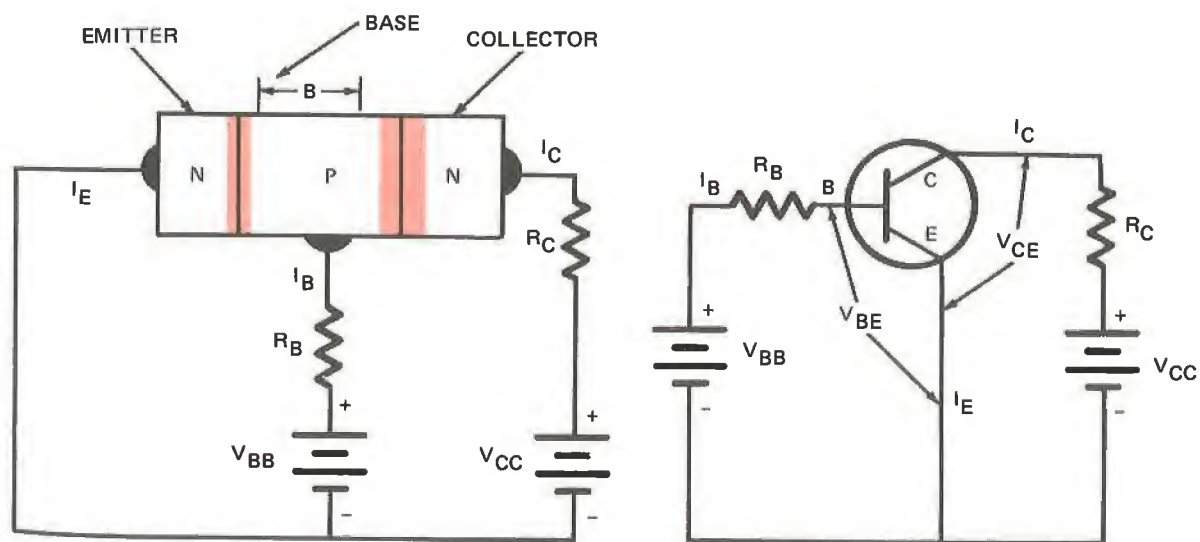 EMITTER
BASE
COLLECTOR
B
N
P
N
I_E
I_C
R_C
I_B
R_B
+
V_BB
-
+
V_CC
-
I_B
R_B
B
C
E
I_C
V_CE
R_C
V_BE
+
V_BB
-
I_E
+
V_CC
-